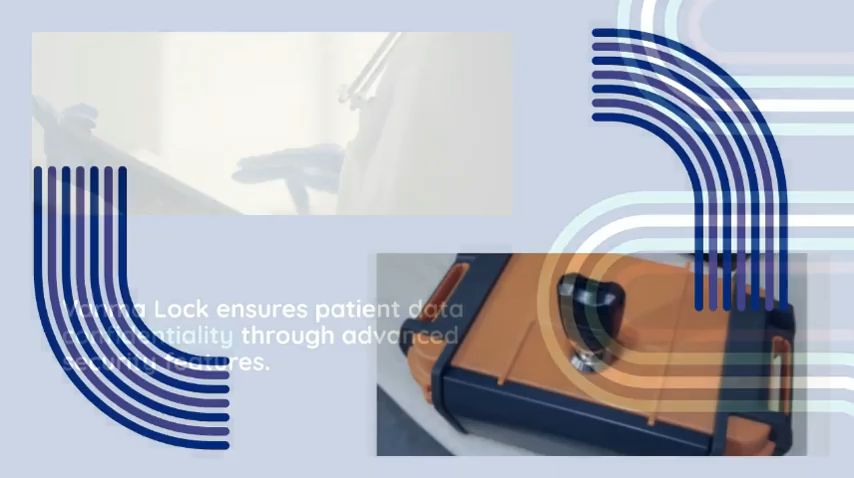 Lock ensures patient data
confidentiality through advanced
security features.